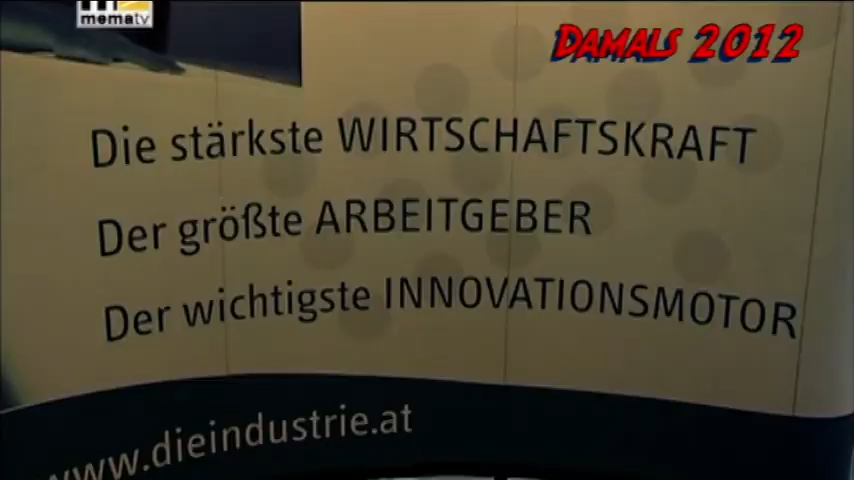 mematv
DAMALS 2012
Die stärkste WIRTSCHAFTSKRAFT
Der größte ARBEITGEBER
Der wichtigste INNOVATIONSMOTOR
www.dieindustrie.at